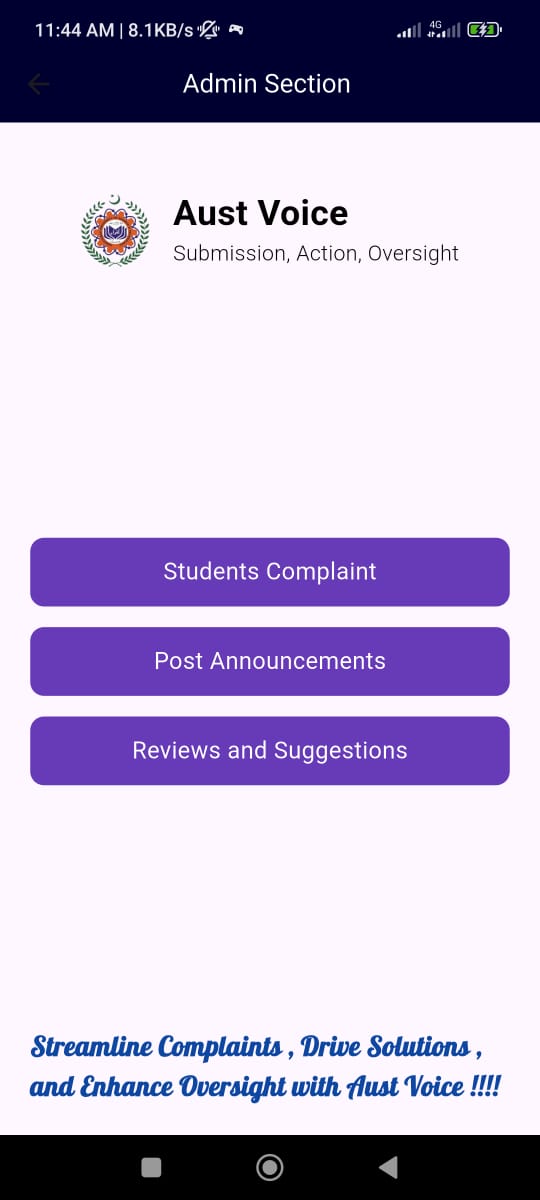 11:44 AM | 8.1KB/s
4G
Admin Section
Aust Voice
Submission, Action, Oversight
Students Complaint
Post Announcements
Reviews and Suggestions
Streamline Complaints , Drive Solutions ,
and Enhance Oversight with Aust Voice !!!!